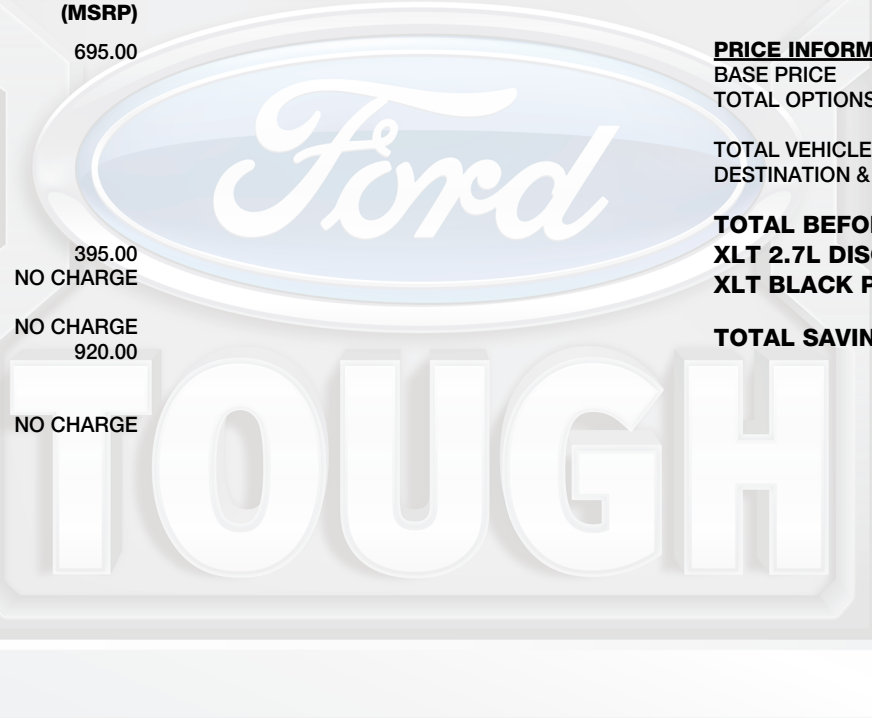 (MSRP)
695.00
395.00
NO CHARGE
NO CHARGE
920.00
NO CHARGE
PRICE INFORM
BASE PRICE
TOTAL OPTIONS
TOTAL VEHICLE
DESTINATION &
TOTAL BEFO
XLT 2.7L DIS
XLT BLACK P
TOTAL SAVIN
Ford
TOUGH